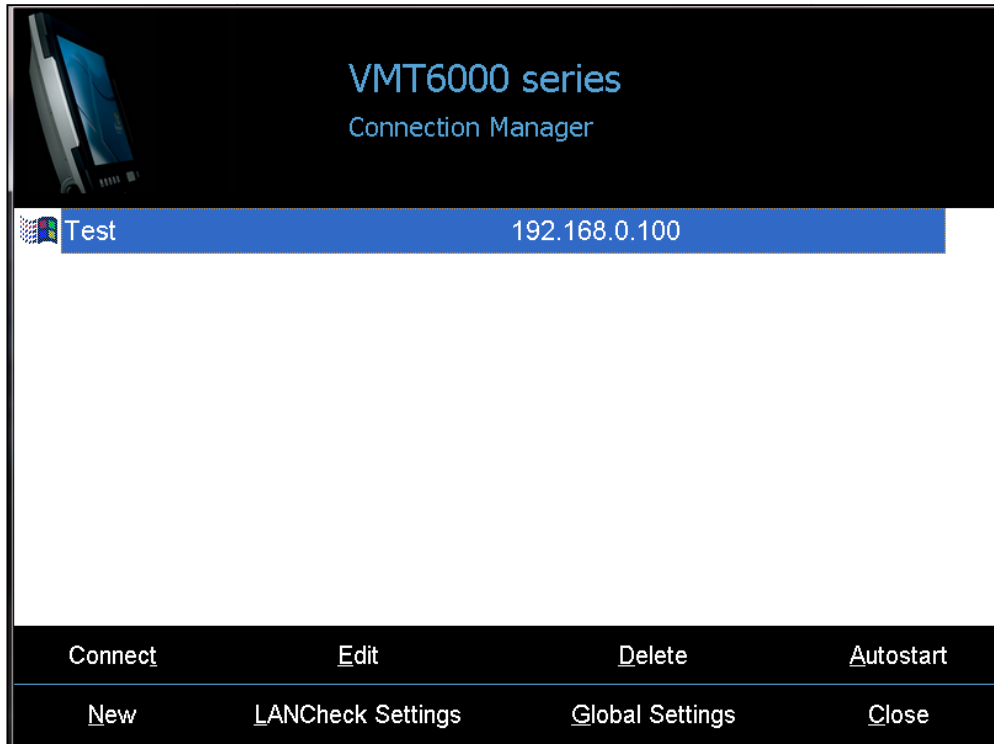 VMT6000 series
Connection Manager
Test 192.168.0.100
Connect Edit Delete Autostart
New LANCheck Settings Global Settings Close